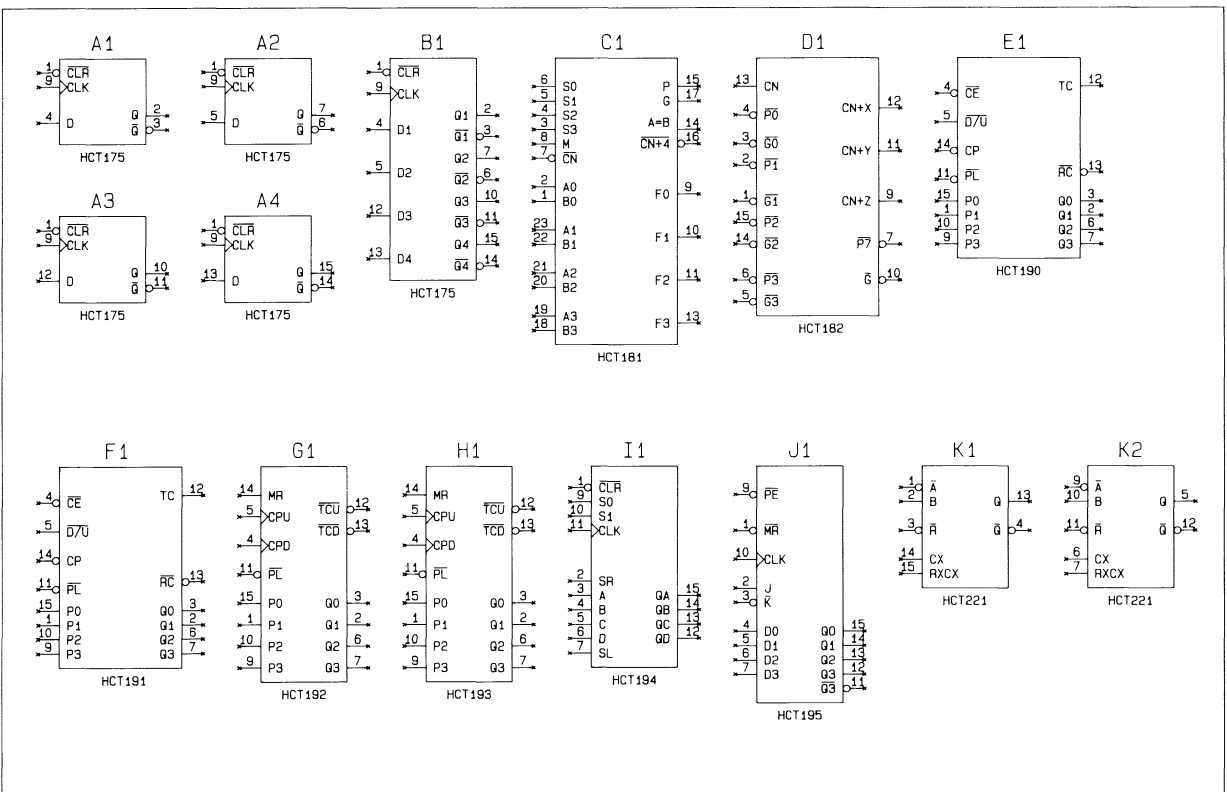 A1 A2 B1 C1 D1 E1
1 CLR
9 CLK
4 D
Q 2
Q̅ 3
HCT175
1 CLR
9 CLK
5 D
Q 7
Q̅ 6
HCT175
A3 A4
1 CLR
9 CLK
12 D
Q 10
Q̅ 11
HCT175
1 CLR
9 CLK
13 D
Q 15
Q̅ 14
HCT175
1 CLR
9 CLK
4 D1
5 D2
12 D3
13 D4
Q1 2
Q̅1̅ 3
Q2 7
Q̅2̅ 6
Q3 10
Q̅3̅ 11
Q4 15
Q̅4̅ 14
HCT175
6 S0
5 S1
4 S2
3 S3
8 M
7 CN
2 A0
1 B0
23 A1
22 B1
21 A2
20 B2
19 A3
18 B3
P 15
G 17
A=B 14
CN+4 16
F0 9
F1 10
F2 11
F3 13
HCT181
13 CN
4 P0
3 G0
2 P1
1 G1
15 P2
14 G2
6 P3
5 G3
CN+X 12
CN+Y 11
CN+Z 9
P7 7
G̅ 10
HCT182
4 CE
5 D/U
14 CP
11 PL
15 P0
1 P1
10 P2
9 P3
TC 12
RC 13
Q0 3
Q1 2
Q2 6
Q3 7
HCT190
F1 G1 H1 I1 J1 K1 K2
4 CE
5 D/U
14 CP
11 PL
15 P0
1 P1
10 P2
9 P3
TC 12
RC 13
Q0 3
Q1 2
Q2 6
Q3 7
HCT191
14 MR
5 CPU
4 CPD
11 PL
15 P0
1 P1
10 P2
9 P3
TCU 12
TCD 13
Q0 3
Q1 2
Q2 6
Q3 7
HCT192
14 MR
5 CPU
4 CPD
11 PL
15 P0
1 P1
10 P2
9 P3
TCU 12
TCD 13
Q0 3
Q1 2
Q2 6
Q3 7
HCT193
1 CLR
9 S0
10 S1
11 CLK
2 SR
3 A
4 B
5 C
6 D
7 SL
QA 15
QB 14
QC 13
QD 12
HCT194
9 PE
1 MR
10 CLK
2 J
3 K̅
4 D0
5 D1
6 D2
7 D3
Q0 15
Q1 14
Q2 13
Q3 12
Q̅3̅ 11
HCT195
1 A̅
2 B
3 R̅
14 CX
15 RXCX
Q 13
Q̅ 4
HCT221
9 A̅
10 B
11 R̅
6 CX
7 RXCX
Q 5
Q̅ 12
HCT221